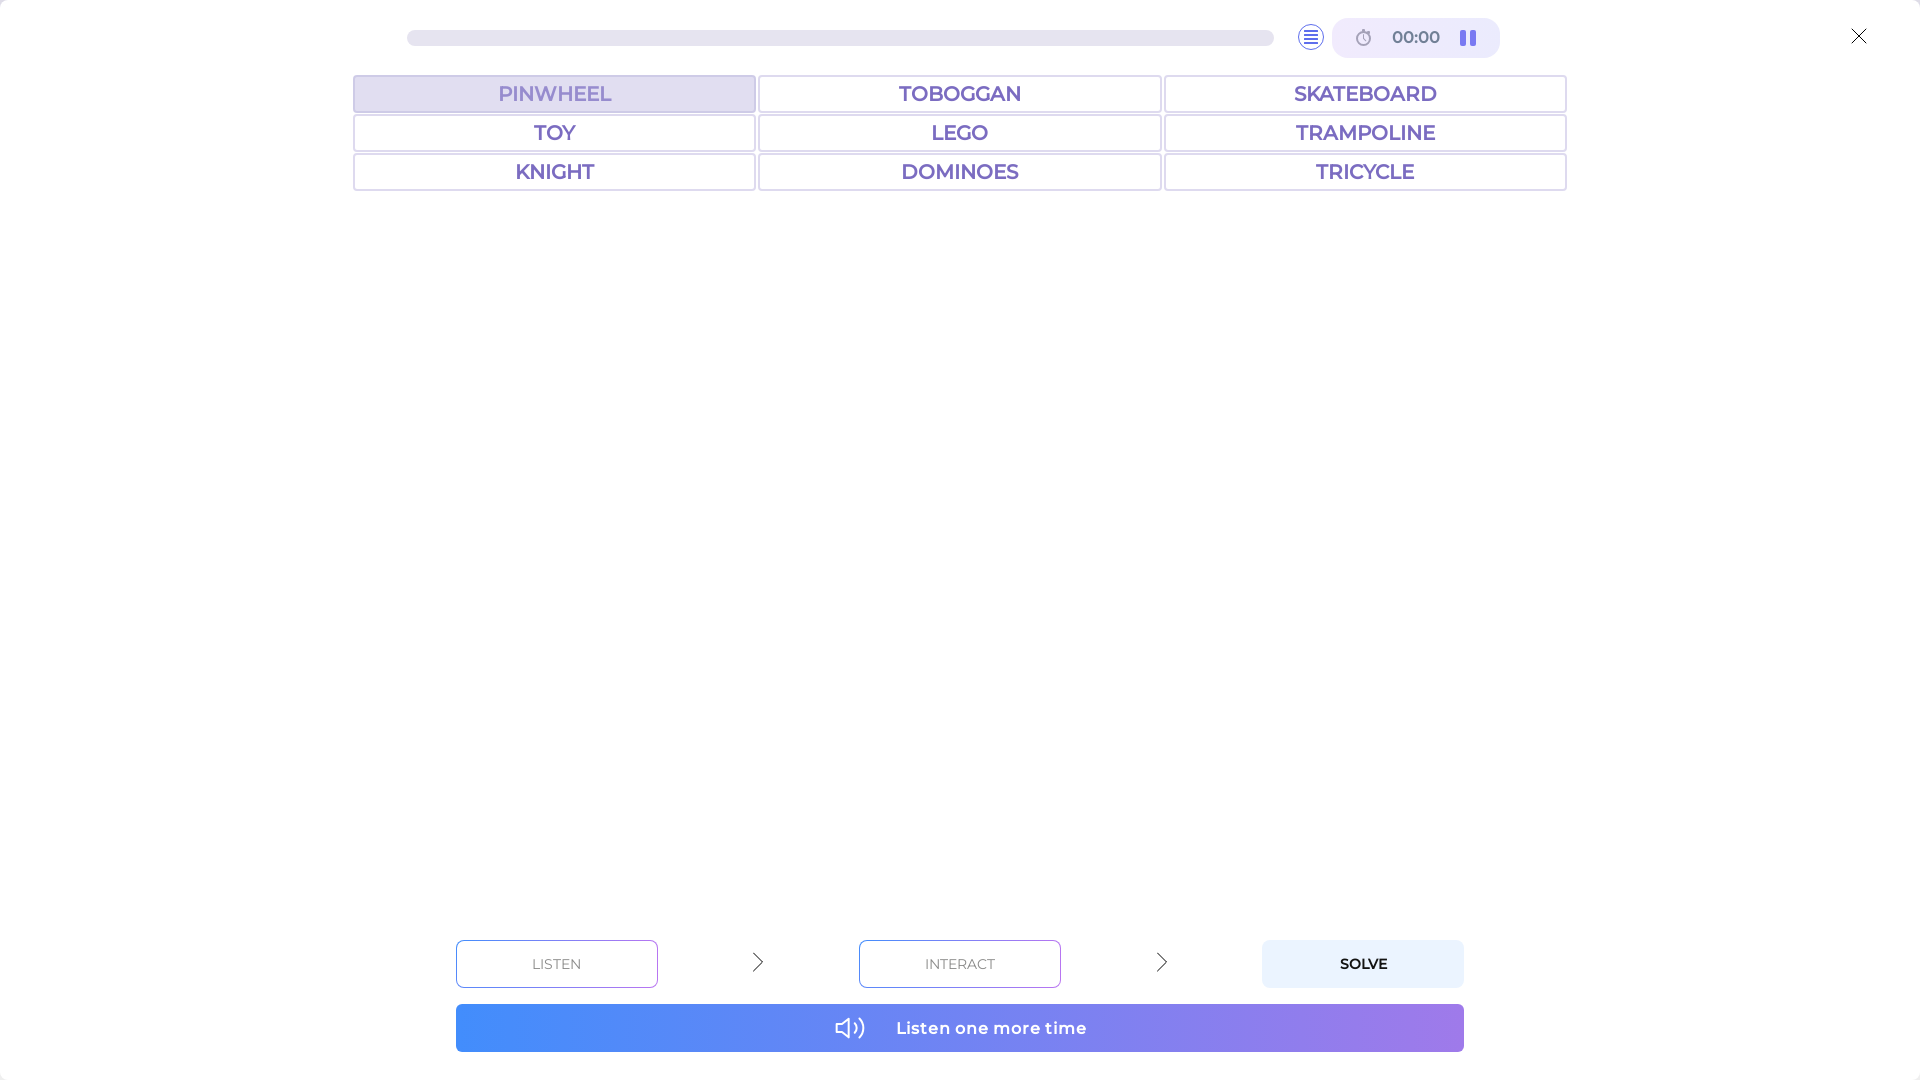 00:00
PINWHEEL TOBOGGAN SKATEBOARD
TOY LEGO TRAMPOLINE
KNIGHT DOMINOES TRICYCLE
LISTEN INTERACT SOLVE
Listen one more time